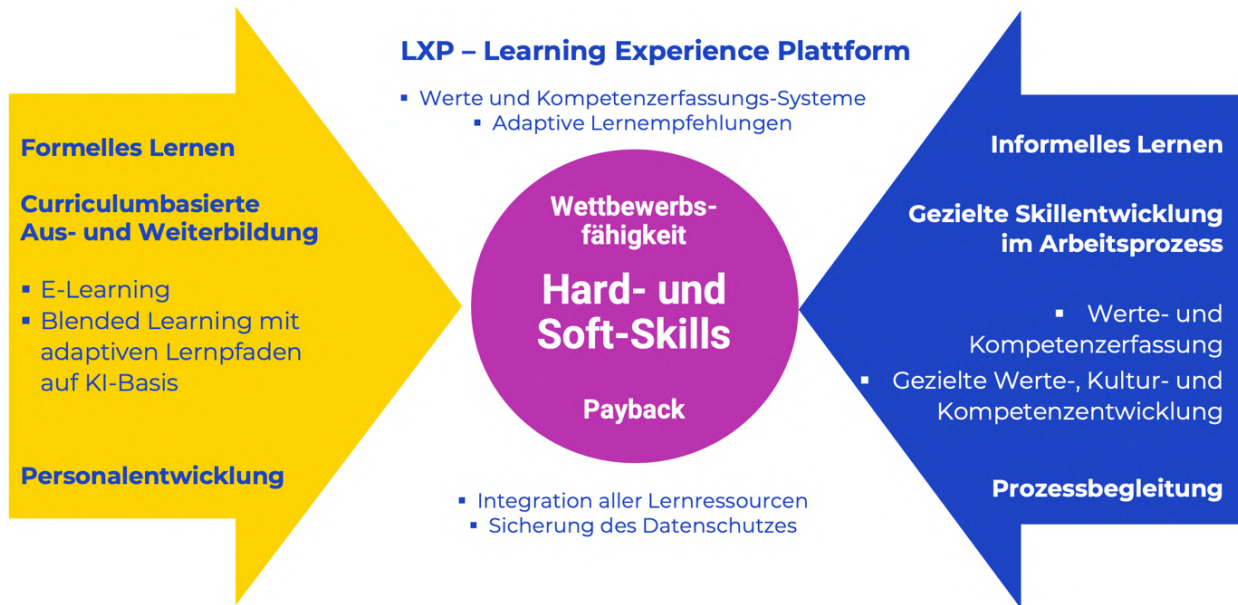 LXP – Learning Experience Plattform
▪ Werte und Kompetenzerfassungs-Systeme
▪ Adaptive Lernempfehlungen
Formelles Lernen
Curriculumbasierte
Aus- und Weiterbildung
▪ E-Learning
▪ Blended Learning mit
adaptiven Lernpfaden
auf KI-Basis
Personalentwicklung
Wettbewerbs-
fähigkeit
Hard- und
Soft-Skills
Payback
▪ Integration aller Lernressourcen
▪ Sicherung des Datenschutzes
Informelles Lernen
Gezielte Skillentwicklung
im Arbeitsprozess
▪ Werte- und
Kompetenzerfassung
▪ Gezielte Werte-, Kultur- und
Kompetenzentwicklung
Prozessbegleitung